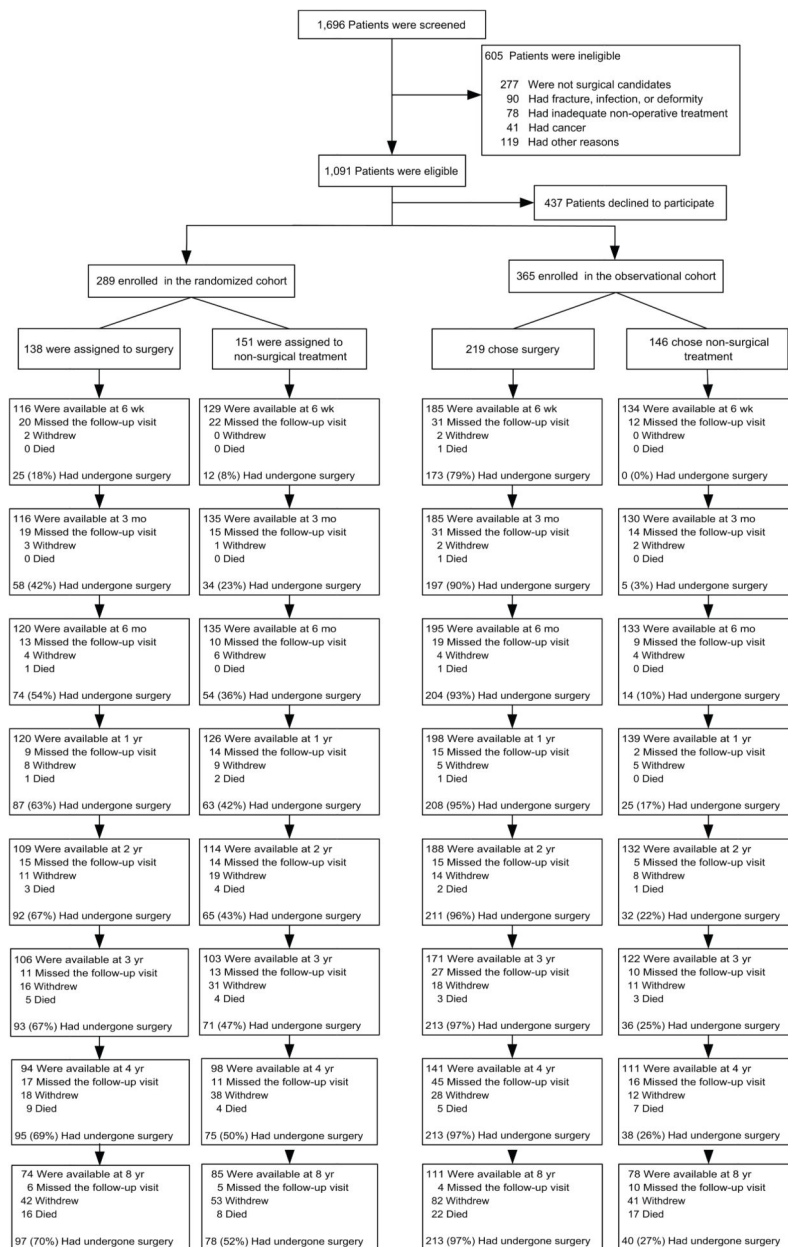 1,696 Patients were screened
605 Patients were ineligible
277 Were not surgical candidates
90 Had fracture, infection, or deformity
78 Had inadequate non-operative treatment
41 Had cancer
119 Had other reasons
1,091 Patients were eligible
437 Patients declined to participate
289 enrolled in the randomized cohort
365 enrolled in the observational cohort
138 were assigned to surgery
151 were assigned to
non-surgical treatment
219 chose surgery
146 chose non-surgical
treatment
116 Were available at 6 wk
20 Missed the follow-up visit
2 Withdrew
0 Died
25 (18%) Had undergone surgery
129 Were available at 6 wk
22 Missed the follow-up visit
0 Withdrew
0 Died
12 (8%) Had undergone surgery
185 Were available at 6 wk
31 Missed the follow-up visit
2 Withdrew
1 Died
173 (79%) Had undergone surgery
134 Were available at 6 wk
12 Missed the follow-up visit
0 Withdrew
0 Died
0 (0%) Had undergone surgery
116 Were available at 3 mo
19 Missed the follow-up visit
3 Withdrew
0 Died
58 (42%) Had undergone surgery
135 Were available at 3 mo
15 Missed the follow-up visit
1 Withdrew
0 Died
34 (23%) Had undergone surgery
185 Were available at 3 mo
31 Missed the follow-up visit
2 Withdrew
1 Died
197 (90%) Had undergone surgery
130 Were available at 3 mo
14 Missed the follow-up visit
2 Withdrew
0 Died
5 (3%) Had undergone surgery
120 Were available at 6 mo
13 Missed the follow-up visit
4 Withdrew
1 Died
74 (54%) Had undergone surgery
135 Were available at 6 mo
10 Missed the follow-up visit
6 Withdrew
0 Died
54 (36%) Had undergone surgery
195 Were available at 6 mo
19 Missed the follow-up visit
4 Withdrew
1 Died
204 (93%) Had undergone surgery
133 Were available at 6 mo
9 Missed the follow-up visit
4 Withdrew
0 Died
14 (10%) Had undergone surgery
120 Were available at 1 yr
9 Missed the follow-up visit
8 Withdrew
1 Died
87 (63%) Had undergone surgery
126 Were available at 1 yr
14 Missed the follow-up visit
9 Withdrew
2 Died
63 (42%) Had undergone surgery
198 Were available at 1 yr
15 Missed the follow-up visit
5 Withdrew
1 Died
208 (95%) Had undergone surgery
139 Were available at 1 yr
2 Missed the follow-up visit
5 Withdrew
0 Died
25 (17%) Had undergone surgery
109 Were available at 2 yr
15 Missed the follow-up visit
11 Withdrew
3 Died
92 (67%) Had undergone surgery
114 Were available at 2 yr
14 Missed the follow-up visit
19 Withdrew
4 Died
65 (43%) Had undergone surgery
188 Were available at 2 yr
15 Missed the follow-up visit
14 Withdrew
2 Died
211 (96%) Had undergone surgery
132 Were available at 2 yr
5 Missed the follow-up visit
8 Withdrew
1 Died
32 (22%) Had undergone surgery
106 Were available at 3 yr
11 Missed the follow-up visit
16 Withdrew
5 Died
93 (67%) Had undergone surgery
103 Were available at 3 yr
13 Missed the follow-up visit
31 Withdrew
4 Died
71 (47%) Had undergone surgery
171 Were available at 3 yr
27 Missed the follow-up visit
18 Withdrew
3 Died
213 (97%) Had undergone surgery
122 Were available at 3 yr
10 Missed the follow-up visit
11 Withdrew
3 Died
36 (25%) Had undergone surgery
94 Were available at 4 yr
17 Missed the follow-up visit
18 Withdrew
9 Died
95 (69%) Had undergone surgery
98 Were available at 4 yr
11 Missed the follow-up visit
38 Withdrew
4 Died
75 (50%) Had undergone surgery
141 Were available at 4 yr
45 Missed the follow-up visit
28 Withdrew
5 Died
213 (97%) Had undergone surgery
111 Were available at 4 yr
16 Missed the follow-up visit
12 Withdrew
7 Died
38 (26%) Had undergone surgery
74 Were available at 8 yr
6 Missed the follow-up visit
42 Withdrew
16 Died
97 (70%) Had undergone surgery
85 Were available at 8 yr
5 Missed the follow-up visit
53 Withdrew
8 Died
78 (52%) Had undergone surgery
111 Were available at 8 yr
4 Missed the follow-up visit
82 Withdrew
22 Died
213 (97%) Had undergone surgery
78 Were available at 8 yr
10 Missed the follow-up visit
41 Withdrew
17 Died
40 (27%) Had undergone surgery